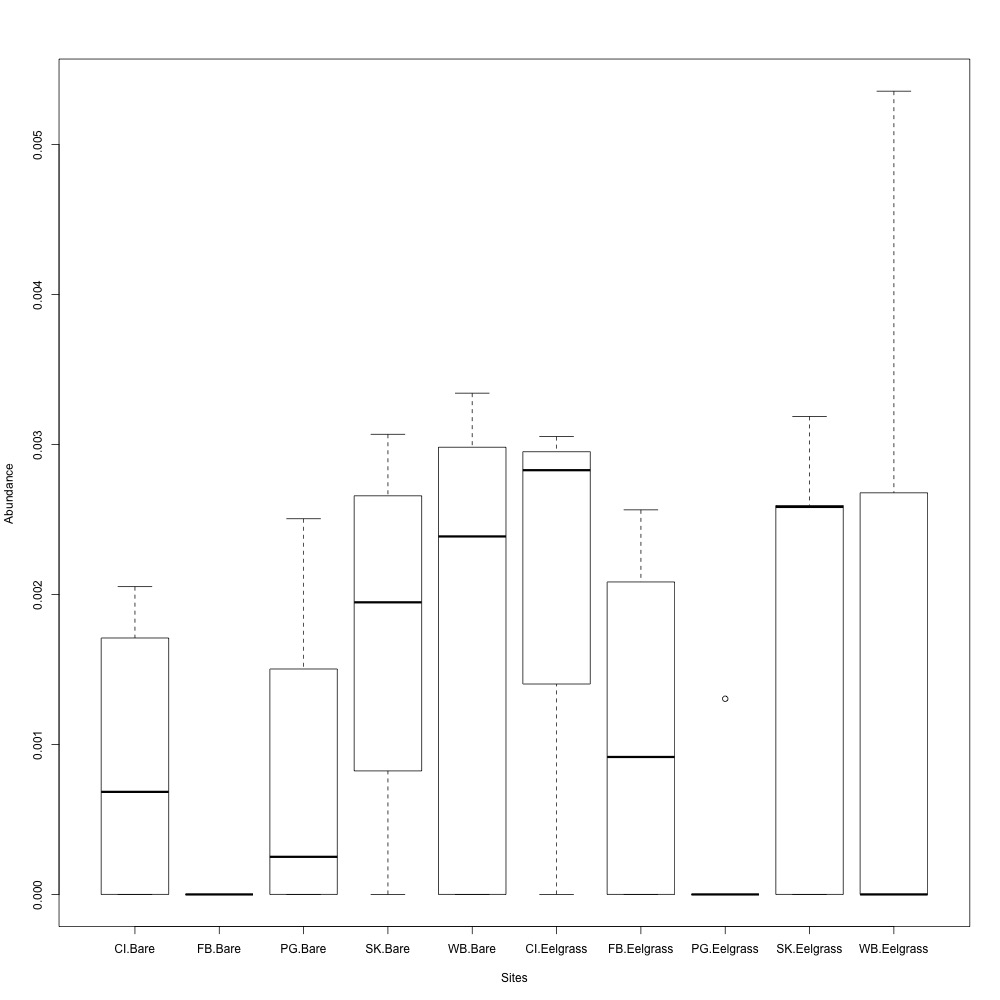 0.005
0.004
0.003
0.002
0.001
0.000
Abundance
CI.Bare FB.Bare PG.Bare SK.Bare WB.Bare CI.Eelgrass FB.Eelgrass PG.Eelgrass SK.Eelgrass WB.Eelgrass
Sites